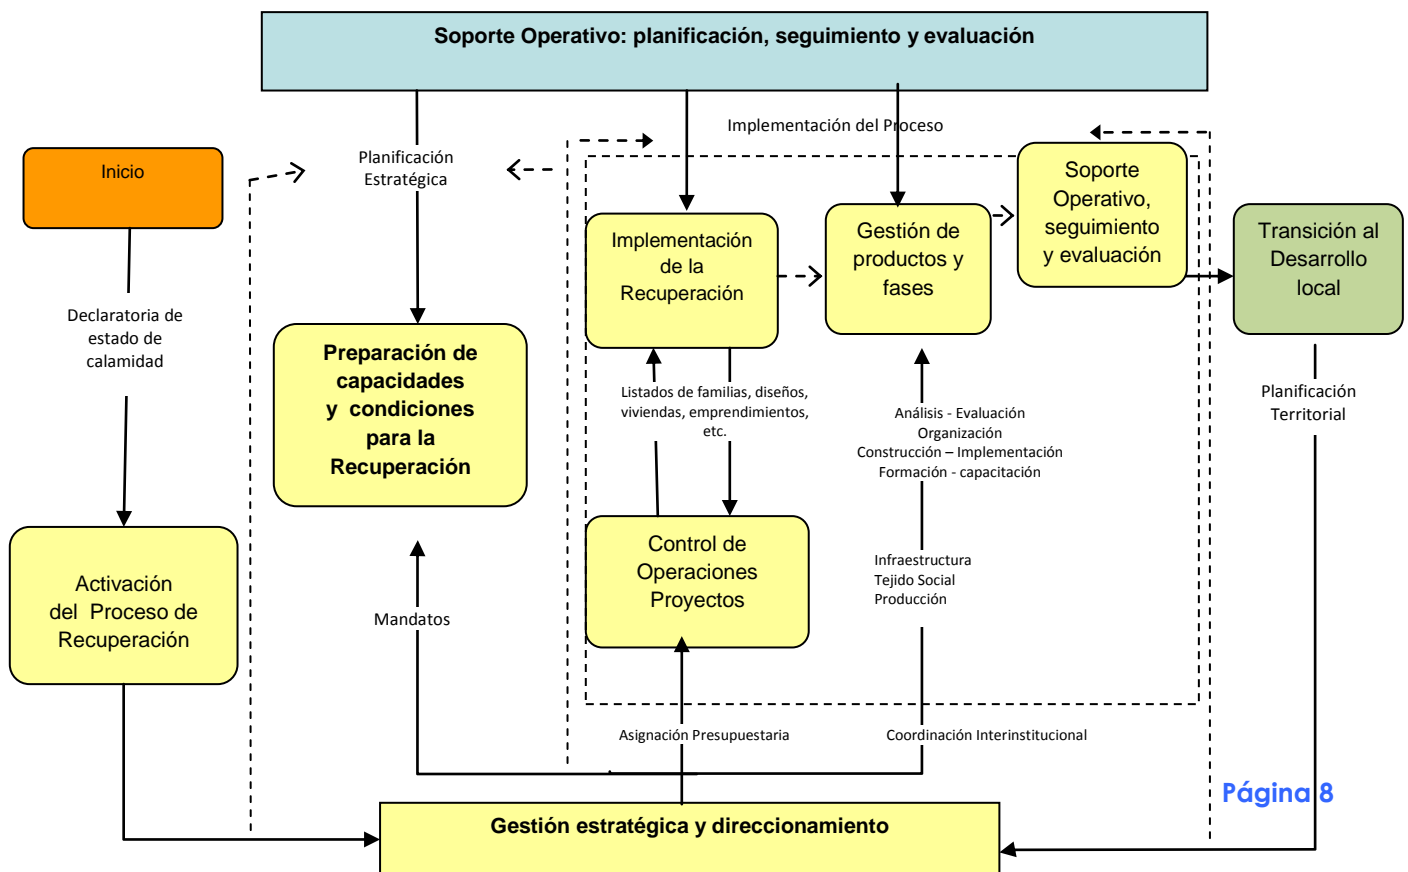 Soporte Operativo: planificación, seguimiento y evaluación
Implementación del Proceso
Inicio
Planificación
Estratégica
Soporte
Operativo,
seguimiento
y evaluación
Implementación
de la
Recuperación
Gestión de
productos y
fases
Transición al
Desarrollo
local
Declaratoria de
estado de
calamidad
Preparación de
capacidades
y condiciones
para la
Recuperación
Listados de familias, diseños,
viviendas, emprendimientos,
etc.
Análisis - Evaluación
Organización
Construcción – Implementación
Formación - capacitación
Planificación
Territorial
Activación
del Proceso de
Recuperación
Control de
Operaciones
Proyectos
Infraestructura
Tejido Social
Producción
Mandatos
Asignación Presupuestaria
Coordinación Interinstitucional
Página 8
Gestión estratégica y direccionamiento